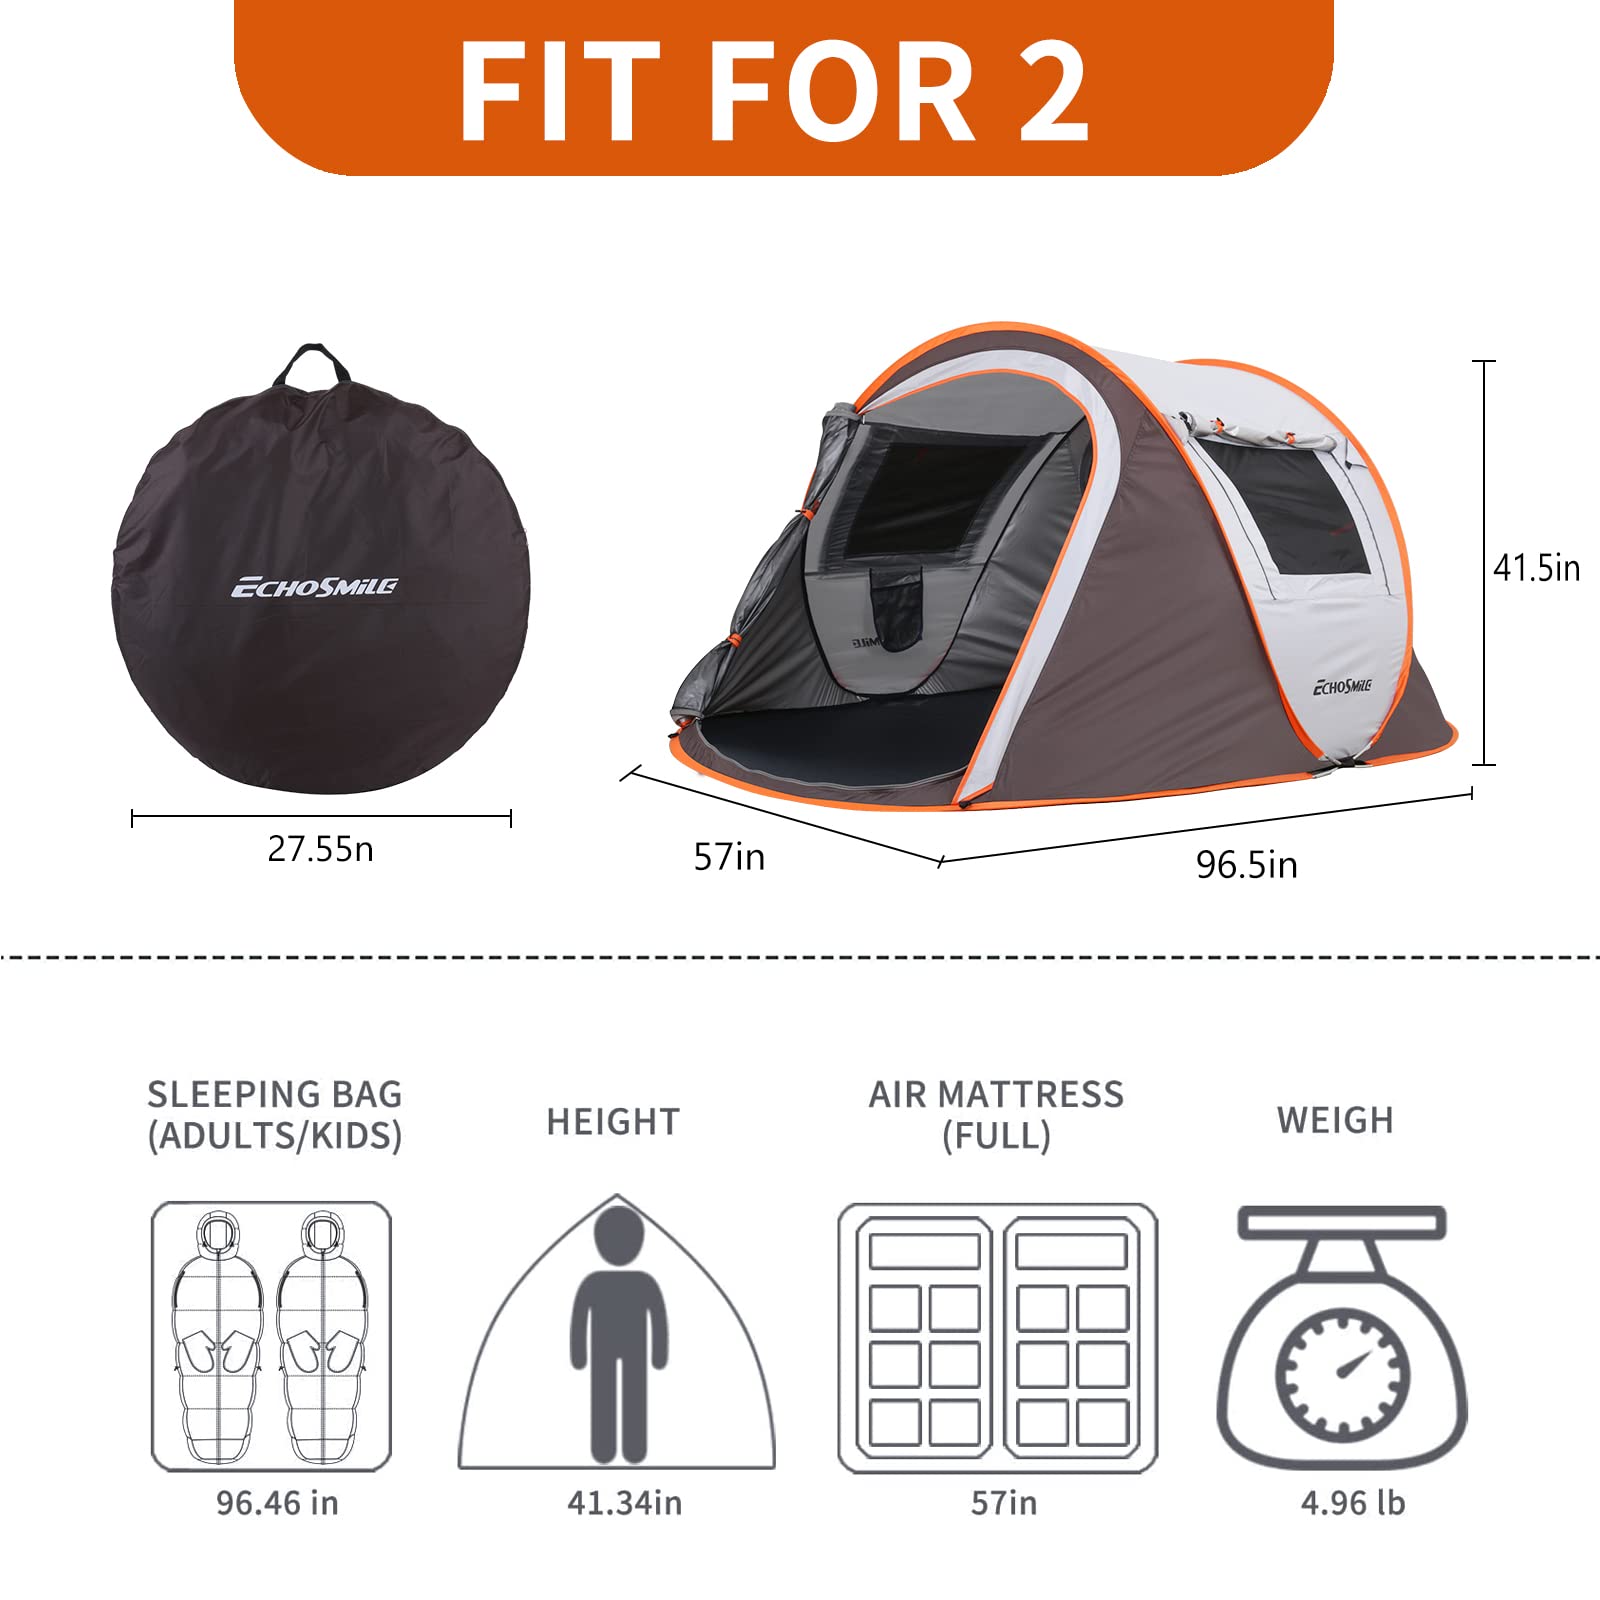 FIT FOR 2
ECHOSMILE
SMILE
ECHOSMILE
41.5in
27.55n
57in
96.5in
SLEEPING BAG
(ADULTS/KIDS)
HEIGHT
AIR MATTRESS
(FULL)
WEIGH
96.46 in
41.34in
57in
4.96 lb